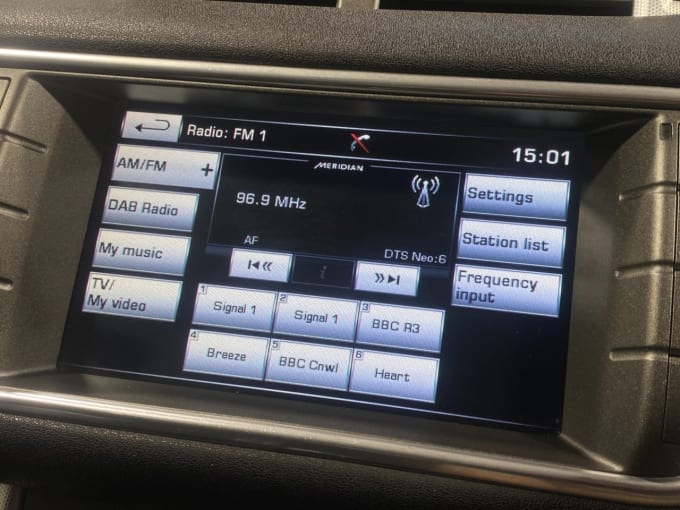 Radio: FM 1
15:01
AM/FM +
MERIDIAN
Settings
96.9 MHz
DAB Radio
Station list
AF
DTS Neo:6
My music
i
Frequency
input
TV/
My video
1 Signal 1
2 Signal 1
3 BBC R3
4 Breeze
5 BBC Cnwl
6 Heart